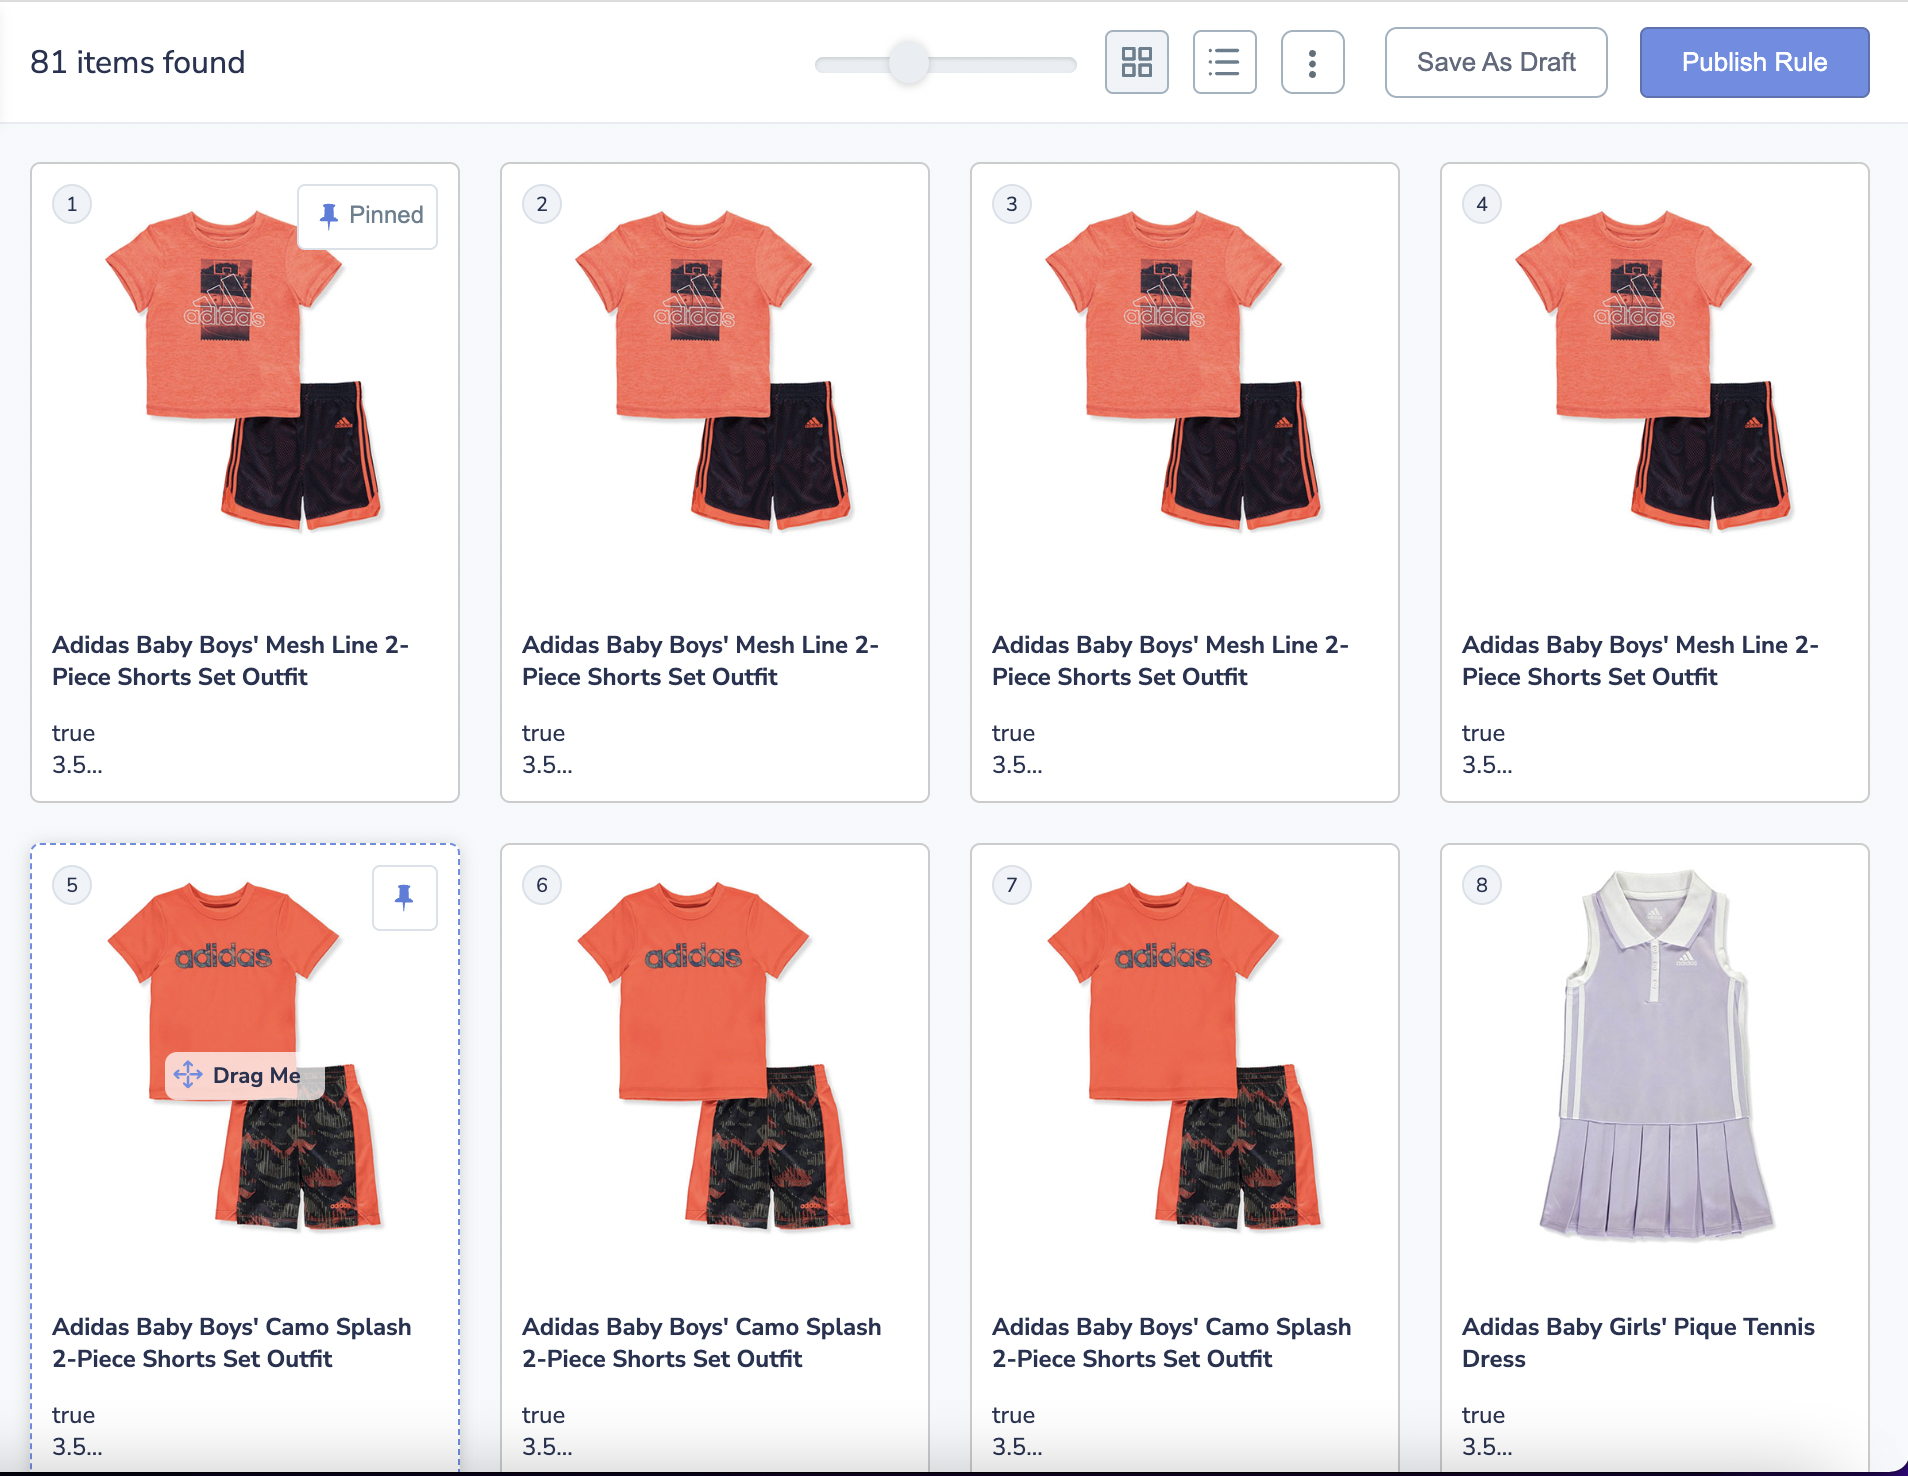 81 items found
Save As Draft
Publish Rule
1
Pinned
2
3
4
adidas
adidas
adidas
adidas
Adidas Baby Boys' Mesh Line 2-
Piece Shorts Set Outfit
true
3.5...
Adidas Baby Boys' Mesh Line 2-
Piece Shorts Set Outfit
true
3.5...
Adidas Baby Boys' Mesh Line 2-
Piece Shorts Set Outfit
true
3.5...
Adidas Baby Boys' Mesh Line 2-
Piece Shorts Set Outfit
true
3.5...
5
6
7
8
adidas
adidas
adidas
adidas
Drag Me
adidas
adidas
adidas
Adidas Baby Boys' Camo Splash
2-Piece Shorts Set Outfit
true
3.5...
Adidas Baby Boys' Camo Splash
2-Piece Shorts Set Outfit
true
3.5...
Adidas Baby Boys' Camo Splash
2-Piece Shorts Set Outfit
true
3.5...
Adidas Baby Girls' Pique Tennis
Dress
true
3.5...